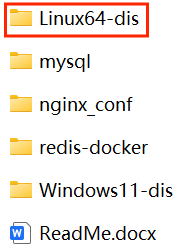 Linux64-dis
mysql
nginx_conf
redis-docker
Windows11-dis
ReadMe.docx